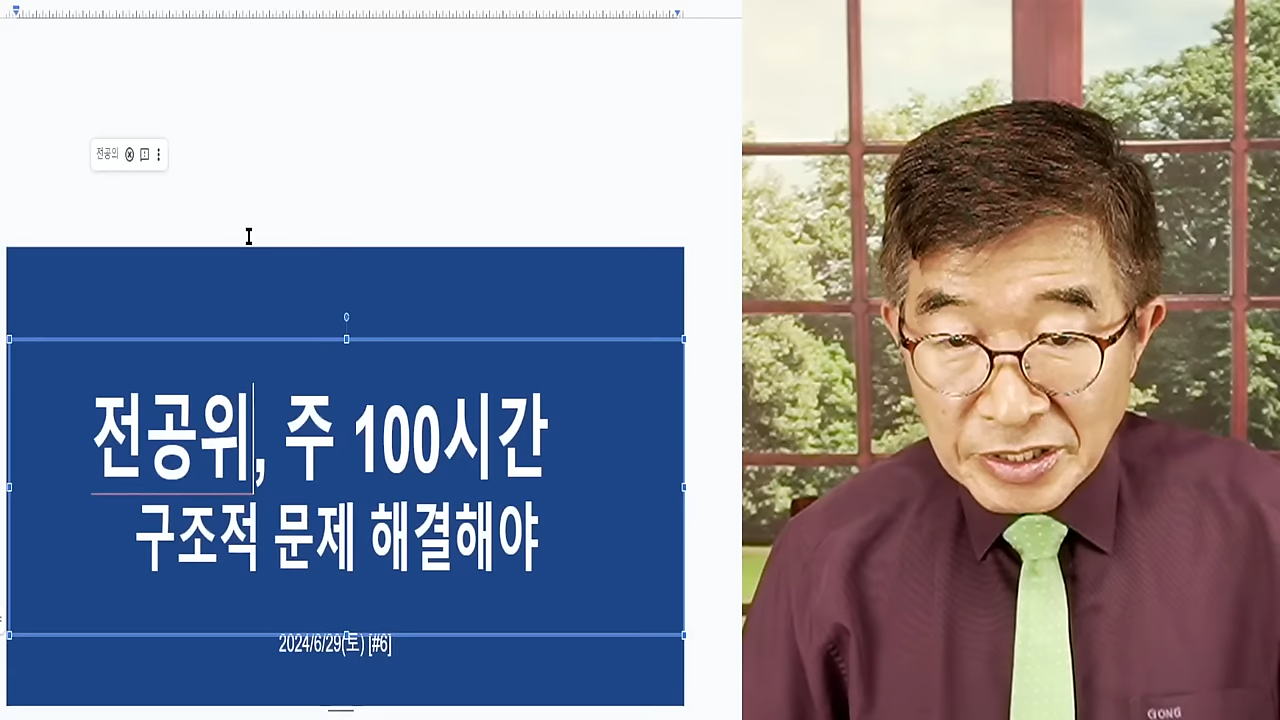 전공의
전공위, 주 100시간
구조적 문제 해결해야
2024/6/29(토) [#6]
GONG